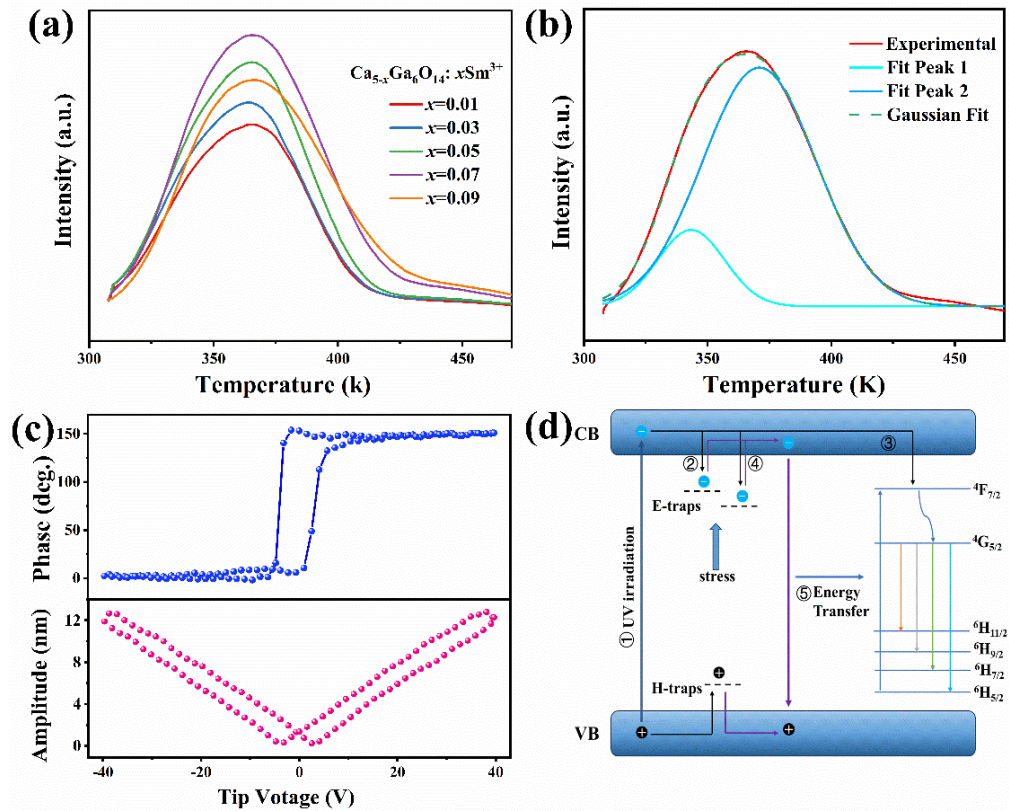 (a)
Ca5-xGa6O14: xSm3+
x=0.01
x=0.03
x=0.05
x=0.07
x=0.09
Intensity (a.u.)
300 350 400 450
Temperature (k)
(b)
Experimental
Fit Peak 1
Fit Peak 2
Gaussian Fit
Intensity (a.u.)
300 350 400 450
Temperature (K)
(c)
150
100
50
0
Phase (deg.)
12
8
4
0
Amplitude (nm)
-40 -20 0 20 40
Tip Votage (V)
(d)
CB
②
④
③
E-traps
stress
① UV irradiation
⑤ Energy
Transfer
4F7/2
4G5/2
6H11/2
6H9/2
6H7/2
6H5/2
H-traps
VB